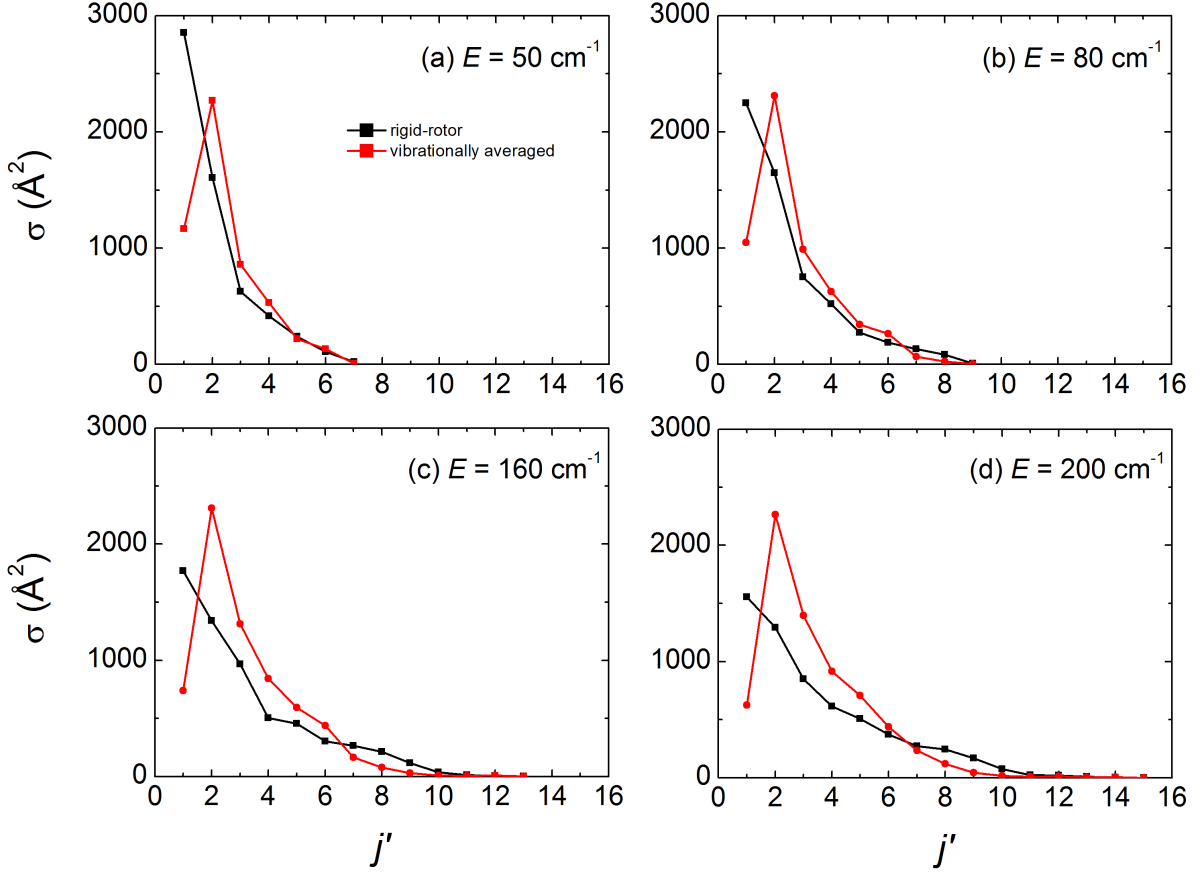 3000
2000
1000
0
σ (Å²)
(a) E = 50 cm⁻¹
rigid-rotor
vibrationally averaged
0 2 4 6 8 10 12 14 16
3000
2000
1000
0
(b) E = 80 cm⁻¹
0 2 4 6 8 10 12 14 16
3000
2000
1000
0
σ (Å²)
(c) E = 160 cm⁻¹
0 2 4 6 8 10 12 14 16
j'
3000
2000
1000
0
(d) E = 200 cm⁻¹
0 2 4 6 8 10 12 14 16
j'